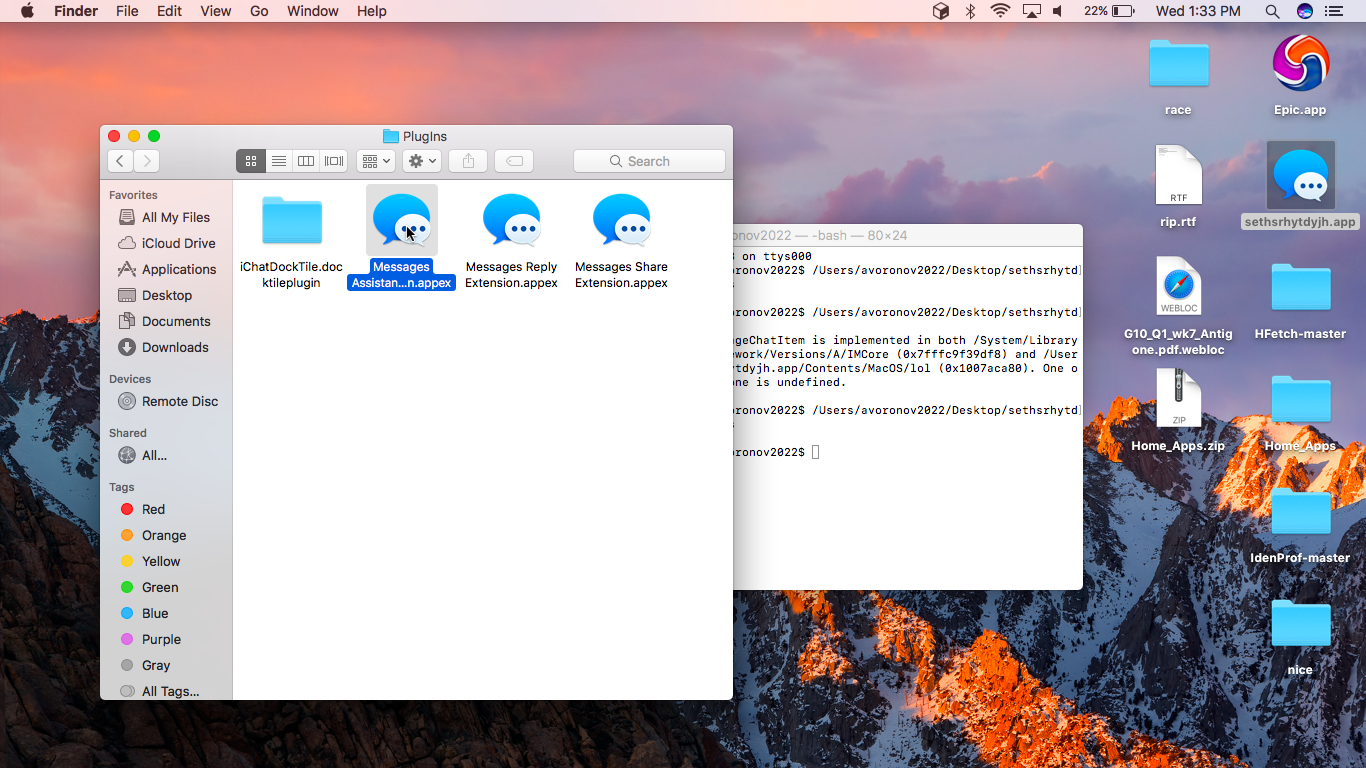 Finder File Edit View Go Window Help 22% Wed 1:33 PM
PlugIns
Search
Favorites
All My Files
iCloud Drive
Applications
Desktop
Documents
Downloads
Devices
Remote Disc
Shared
All...
Tags
Red
Orange
Yellow
Green
Blue
Purple
Gray
All Tags...
iChatDockTile.doc
ktileplugin
Messages
Assistan...n.appex
Messages Reply
Extension.appex
Messages Share
Extension.appex
onov2022 — -bash — 80×24
on ttys000
oronov2022$ /Users/avoronov2022/Desktop/sethsrhytd
s
oronov2022$ /Users/avoronov2022/Desktop/sethsrhytd
ageChatItem is implemented in both /System/Library
ework/Versions/A/IMCore (0x7fffc9f39df8) and /User
ytdyjh.app/Contents/MacOS/lol (0x1007aca80). One o
one is undefined.
oronov2022$ /Users/avoronov2022/Desktop/sethsrhytd
s
oronov2022$
race
Epic.app
RTF
rip.rtf
sethsrhytdyjh.app
WEBLOC
G10_Q1_wk7_Antig
one.pdf.webloc
HFetch-master
ZIP
Home_Apps.zip
Home_Apps
IdenProf-master
nice